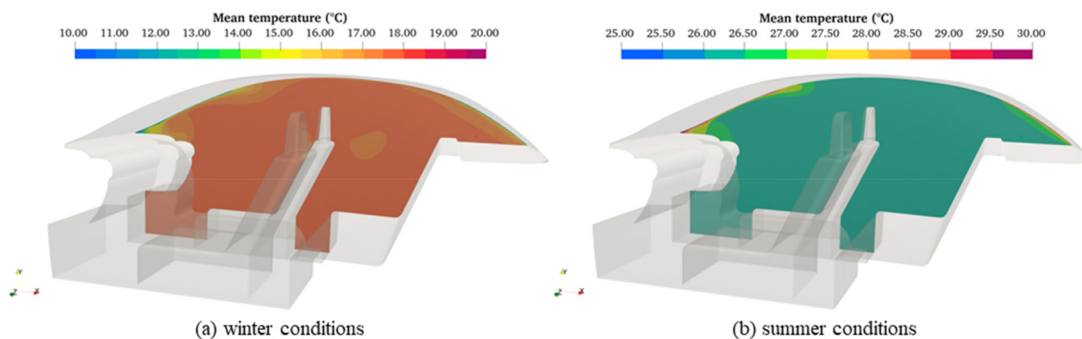 Mean temperature (°C)
10.00 11.00 12.00 13.00 14.00 15.00 16.00 17.00 18.00 19.00 20.00
Y
Z X
(a) winter conditions
Mean temperature (°C)
25.00 25.50 26.00 26.50 27.00 27.50 28.00 28.50 29.00 29.50 30.00
Y
Z X
(b) summer conditions